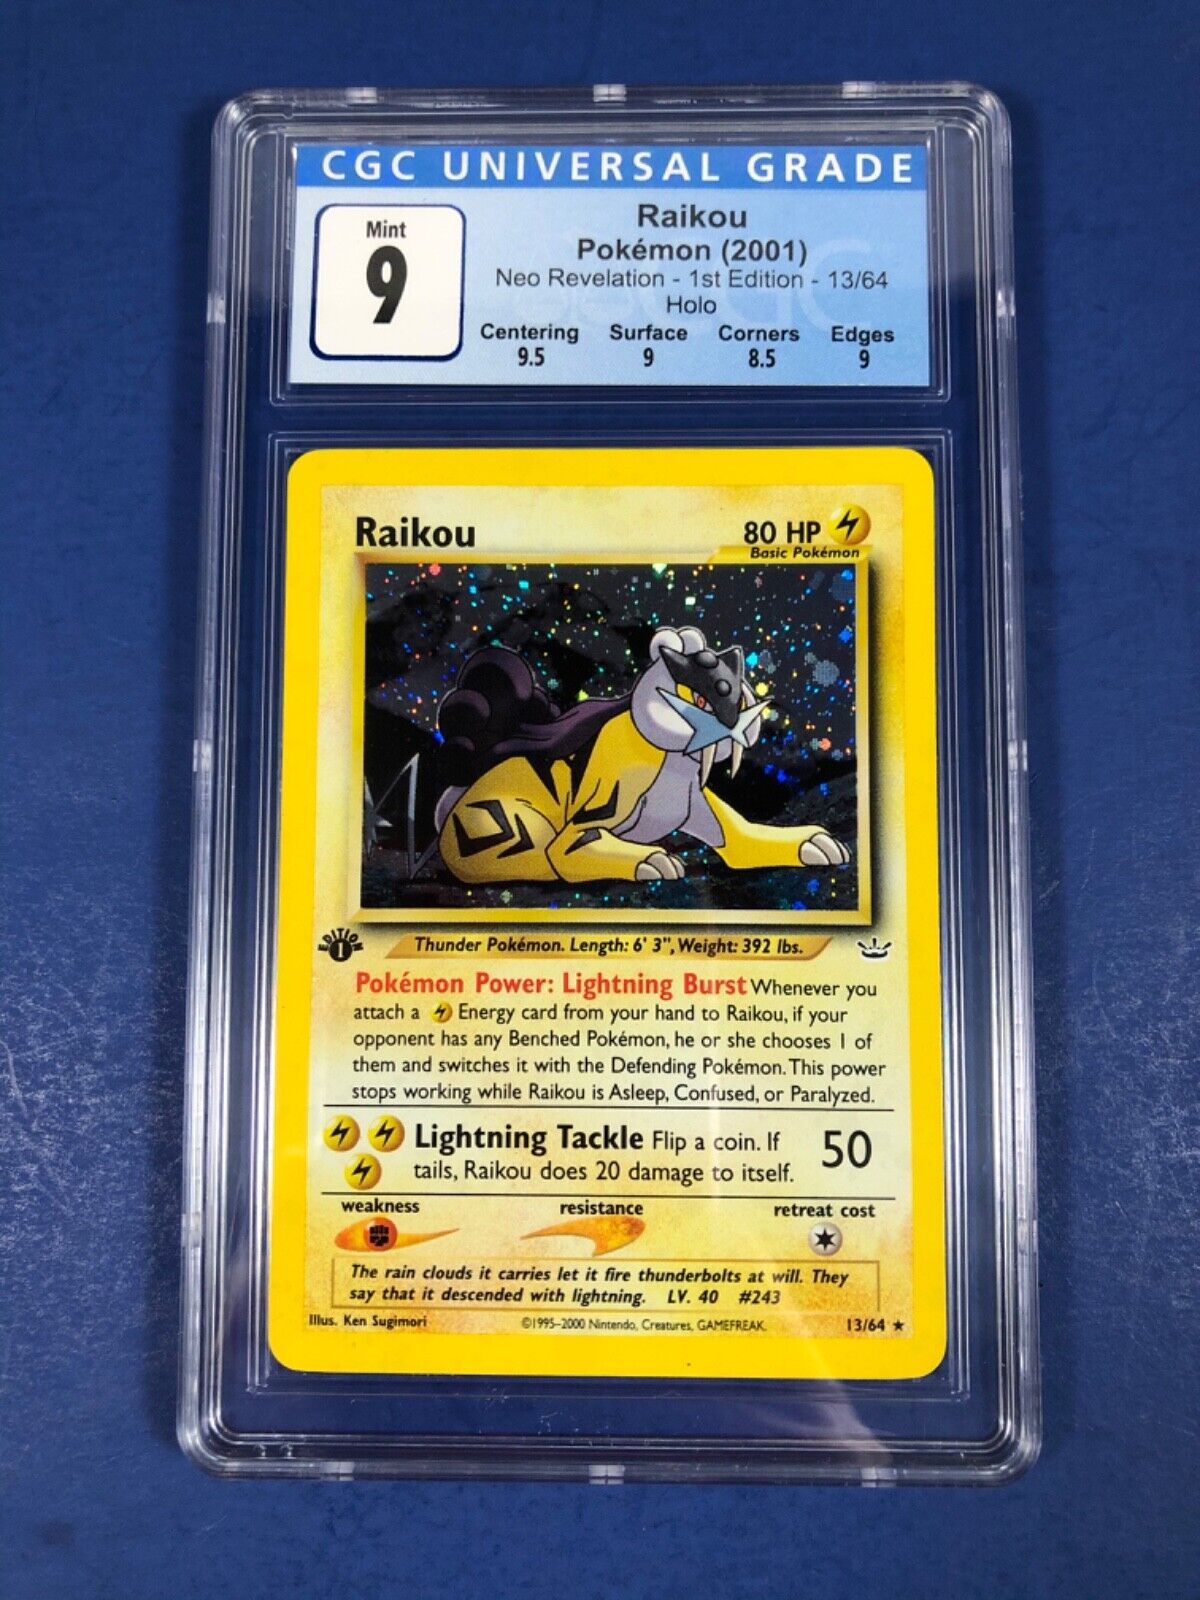 CGC UNIVERSAL GRADE
Mint
9
Raikou
Pokémon (2001)
Neo Revelation - 1st Edition - 13/64
Holo
Centering Surface Corners Edges
9.5 9 8.5 9
Raikou 80 HP
Basic Pokémon
EDITION
1
Thunder Pokémon. Length: 6' 3", Weight: 392 lbs.
Pokémon Power: Lightning Burst Whenever you
attach a Energy card from your hand to Raikou, if your
opponent has any Benched Pokémon, he or she chooses 1 of
them and switches it with the Defending Pokémon. This power
stops working while Raikou is Asleep, Confused, or Paralyzed.
Lightning Tackle Flip a coin. If
tails, Raikou does 20 damage to itself. 50
weakness resistance retreat cost
The rain clouds it carries let it fire thunderbolts at will. They
say that it descended with lightning. LV. 40 #243
Illus. Ken Sugimori ©1995–2000 Nintendo, Creatures, GAMEFREAK. 13/64 ★